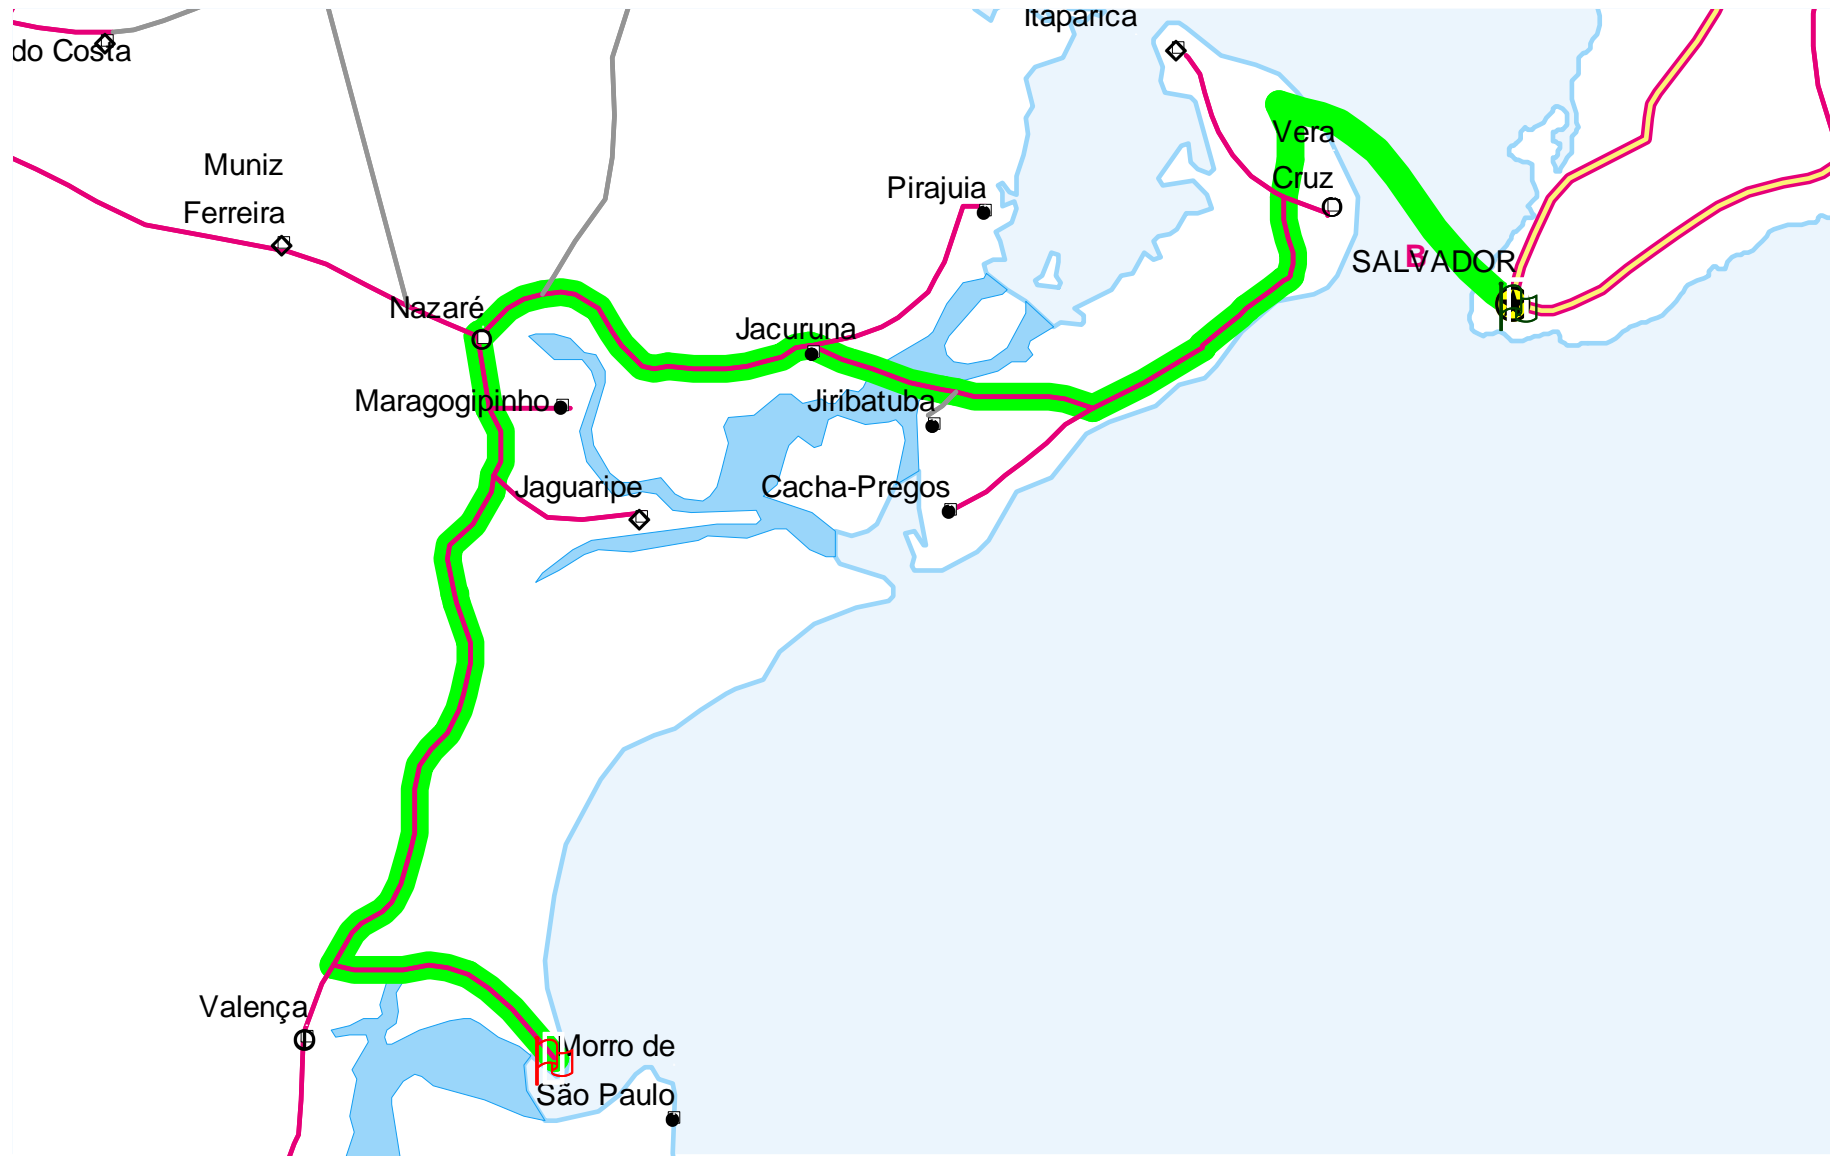 Itaparica
do Costa
Vera
Cruz
Muniz
Ferreira
Pirajuia
B
SALVADOR
Nazaré
Jacuruna
Maragogipinho
Jiribatuba
Jaguaripe
Cacha-Pregos
Valença
Morro de
São Paulo